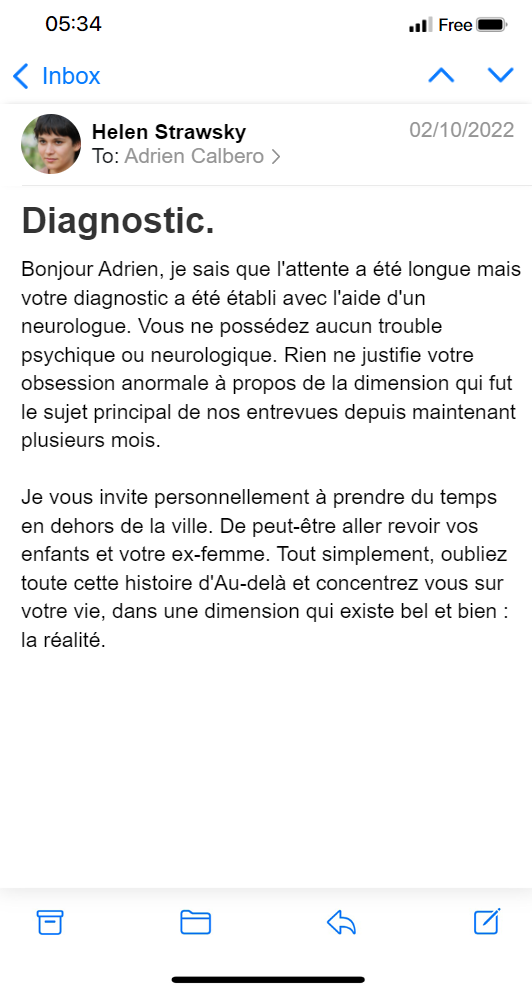 05:34 Free
Inbox
Helen Strawsky 02/10/2022
To: Adrien Calbero
Diagnostic.
Bonjour Adrien, je sais que l'attente a été longue mais
votre diagnostic a été établi avec l'aide d'un
neurologue. Vous ne possédez aucun trouble
psychique ou neurologique. Rien ne justifie votre
obsession anormale à propos de la dimension qui fut
le sujet principal de nos entrevues depuis maintenant
plusieurs mois.
Je vous invite personnellement à prendre du temps
en dehors de la ville. De peut-être aller revoir vos
enfants et votre ex-femme. Tout simplement, oubliez
toute cette histoire d'Au-delà et concentrez vous sur
votre vie, dans une dimension qui existe bel et bien :
la réalité.